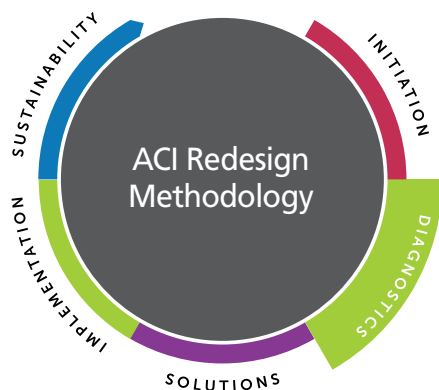 ACI Redesign
Methodology
INITIATION
DIAGNOSTICS
SOLUTIONS
IMPLEMENTATION
SUSTAINABILITY